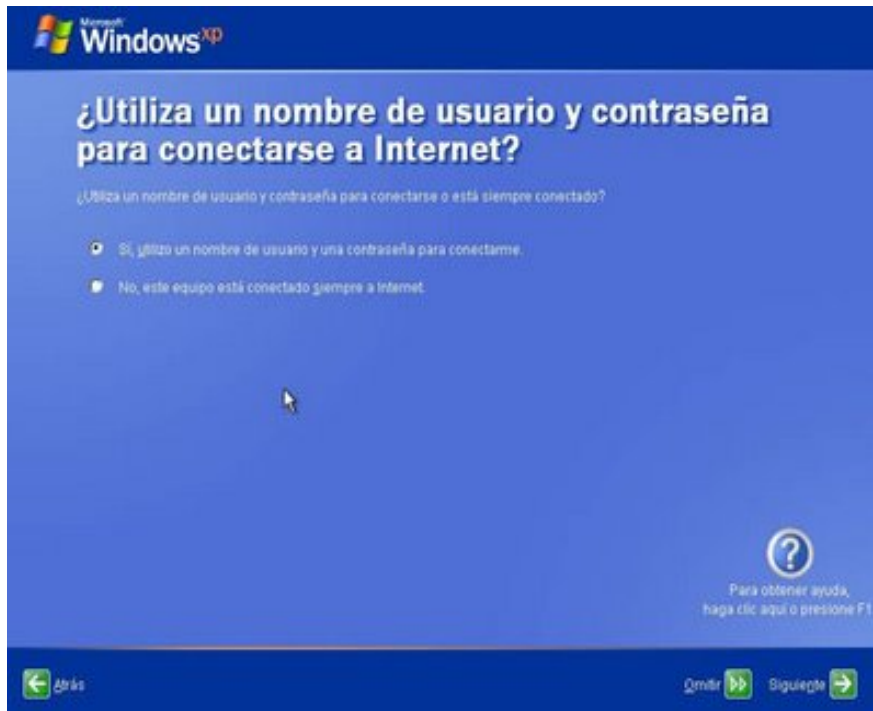 Microsoft
Windows xp
¿Utiliza un nombre de usuario y contraseña
para conectarse a Internet?
¿Utiliza un nombre de usuario y contraseña para conectarse o está siempre conectado?
Sí, utilizo un nombre de usuario y una contraseña para conectarme.
No, este equipo está conectado siempre a Internet.
Para obtener ayuda,
haga clic aquí o presione F1
Atrás
Omitir
Siguiente